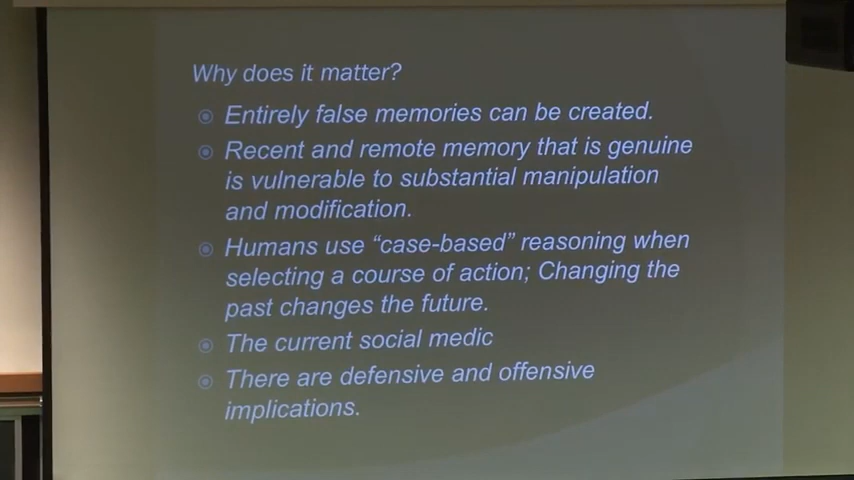 Why does it matter?
Entirely false memories can be created.
Recent and remote memory that is genuine
is vulnerable to substantial manipulation
and modification.
Humans use “case-based” reasoning when
selecting a course of action; Changing the
past changes the future.
The current social medic
There are defensive and offensive
implications.